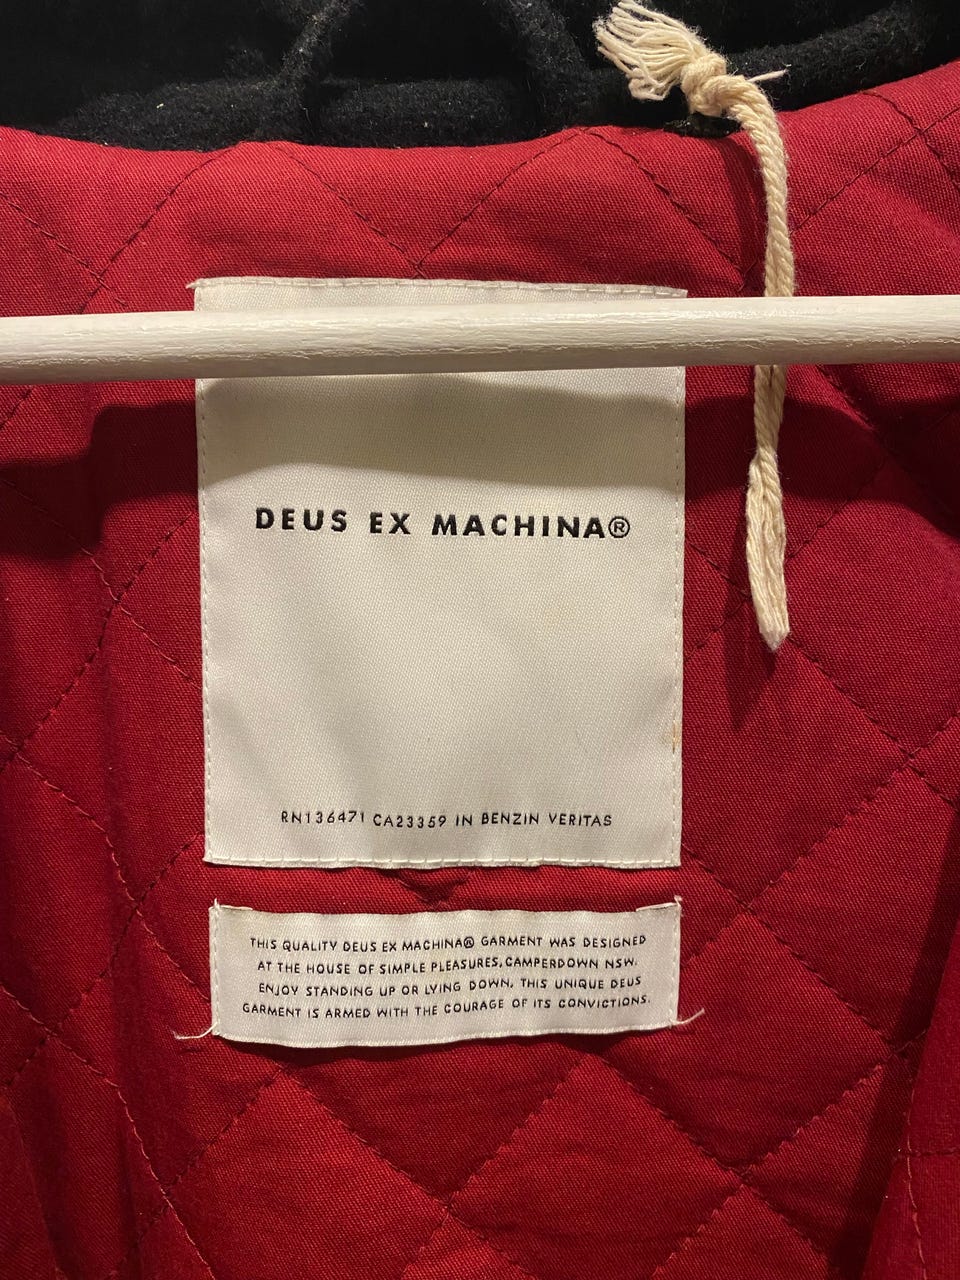 DEUS EX MACHINA®
RN136471 CA23359 IN BENZIN VERITAS
THIS QUALITY DEUS EX MACHINA® GARMENT WAS DESIGNED
AT THE HOUSE OF SIMPLE PLEASURES, CAMPERDOWN NSW.
ENJOY STANDING UP OR LYING DOWN. THIS UNIQUE DEUS
GARMENT IS ARMED WITH THE COURAGE OF ITS CONVICTIONS.